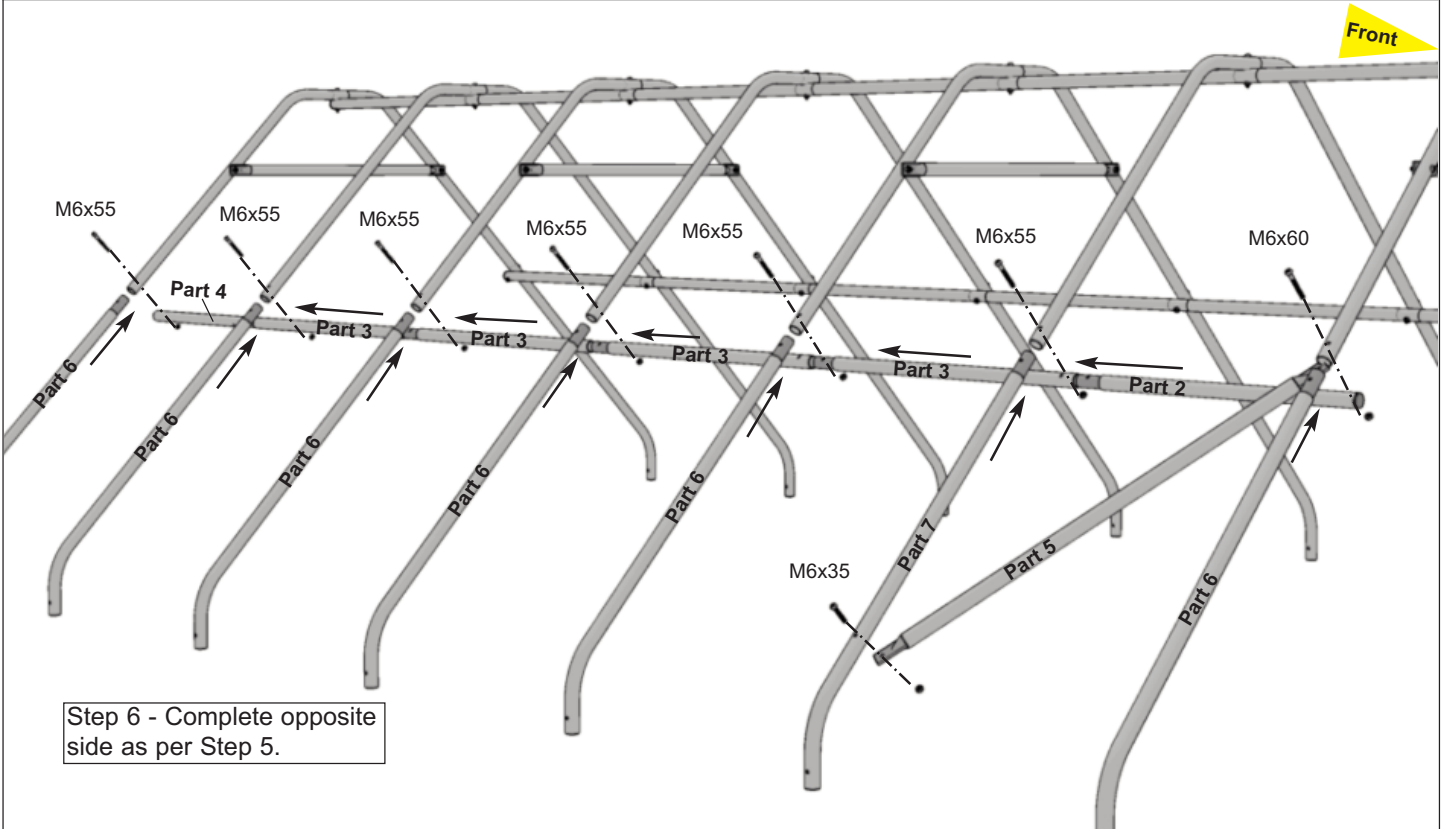 Front
M6x55
M6x55
M6x55
M6x55
M6x55
M6x55
M6x60
Part 4
Part 3
Part 3
Part 3
Part 3
Part 2
Part 6
Part 6
Part 6
Part 6
Part 6
Part 7
Part 5
Part 6
M6x35
Step 6 - Complete opposite
side as per Step 5.